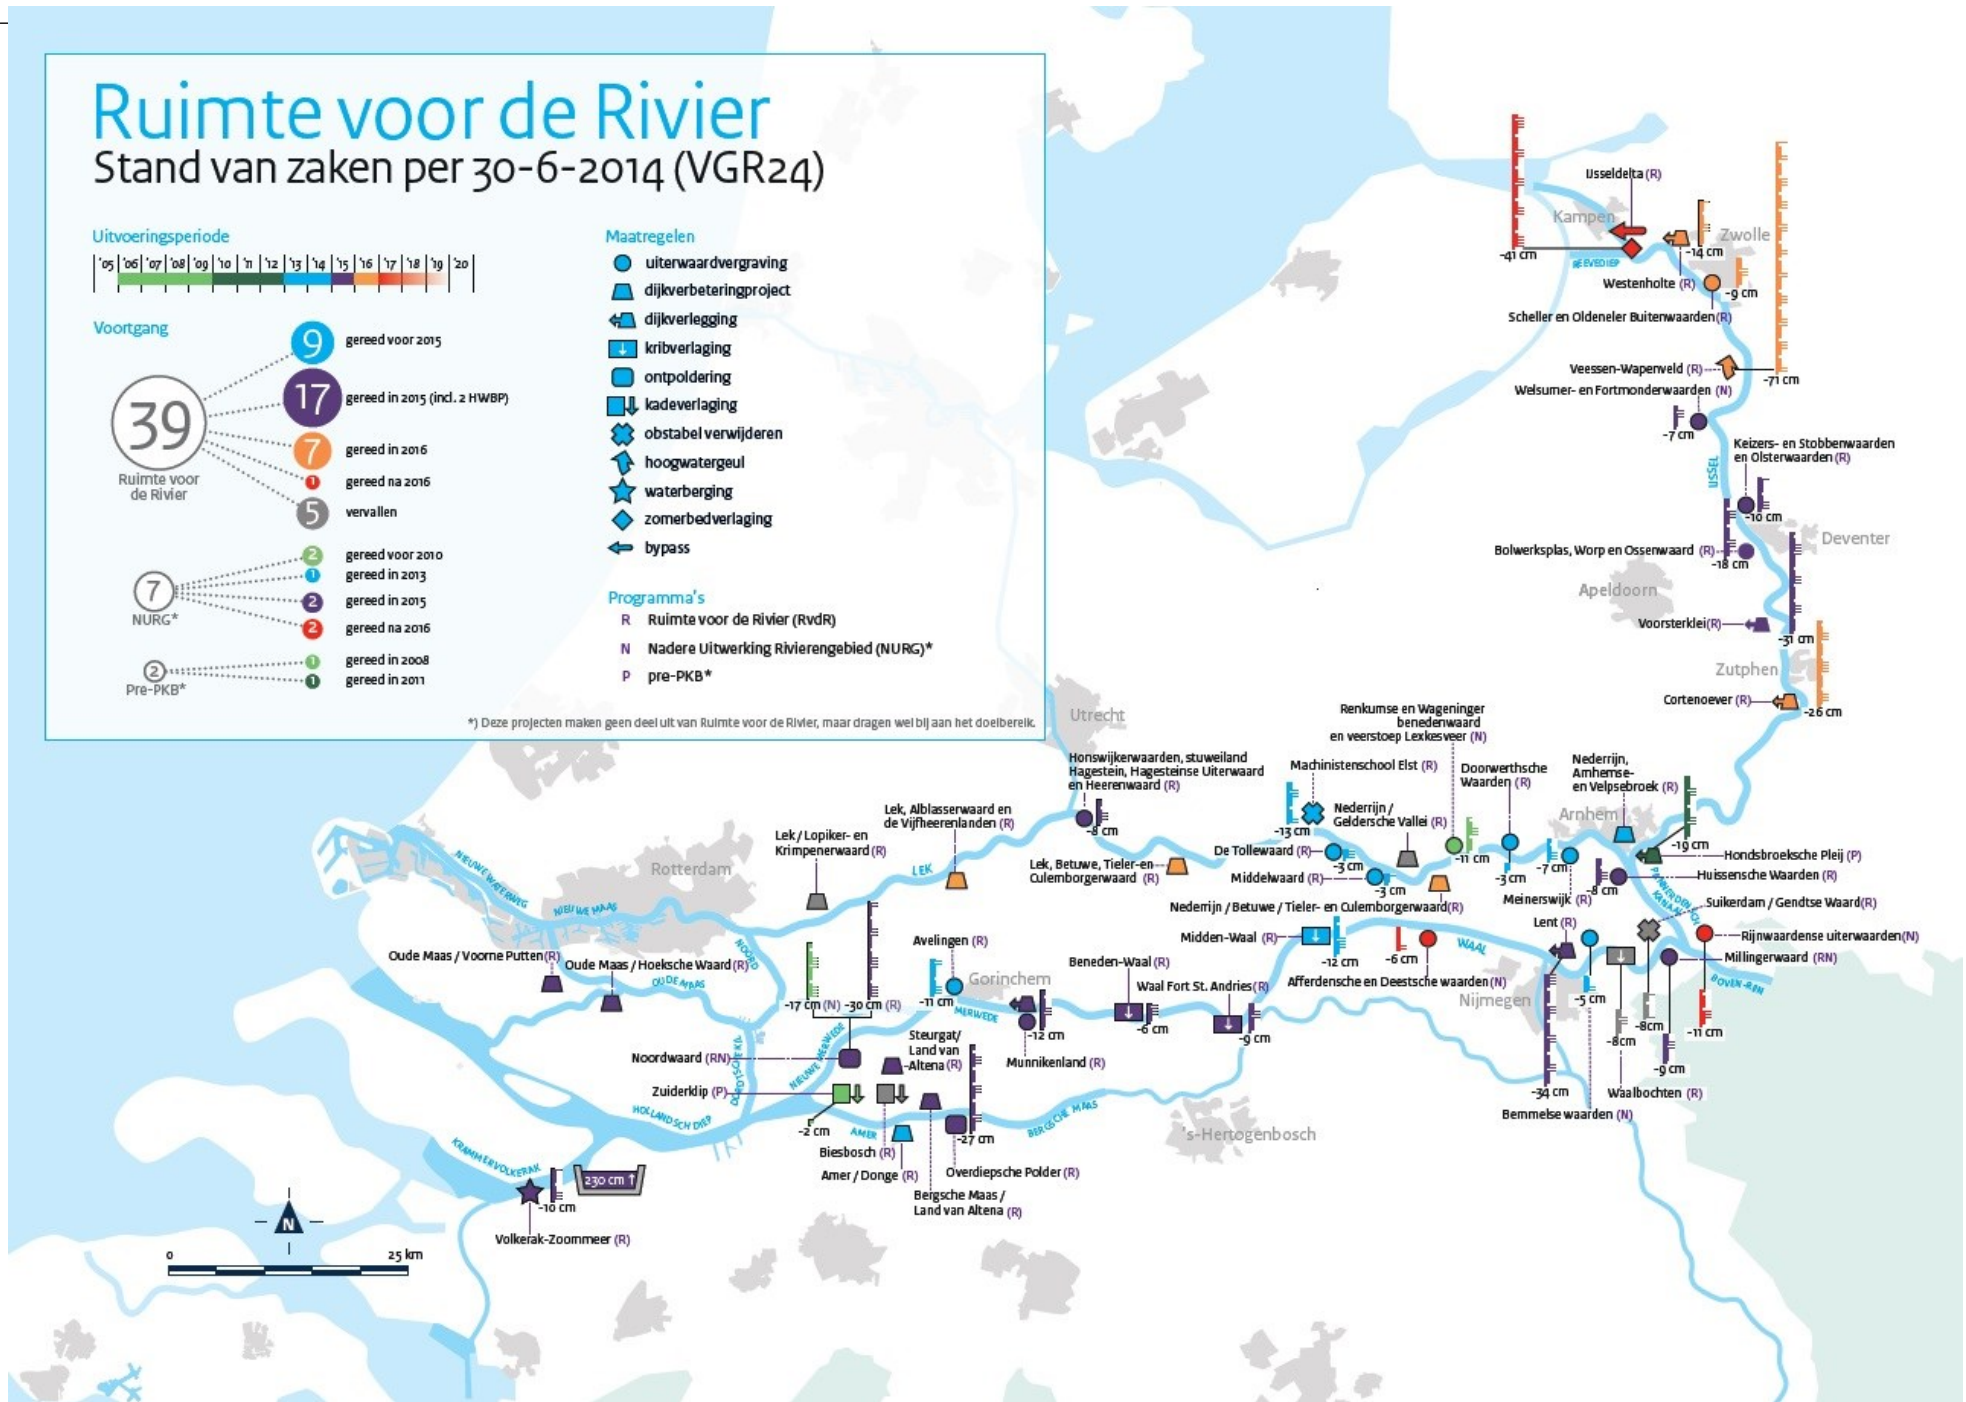 Ruimte voor de Rivier
Stand van zaken per 30-6-2014 (VGR24)
Uitvoeringsperiode
'05 '06 '07 '08 '09 '10 '11 '12 '13 '14 '15 '16 '17 '18 '19 '20
Voortgang
39
Ruimte voor
de Rivier
9 gereed voor 2015
17 gereed in 2015 (incl. 2 HWBP)
7 gereed in 2016
1 gereed na 2016
5 vervallen
7
NURG*
2 gereed voor 2010
1 gereed in 2013
2 gereed in 2015
2 gereed na 2016
2
Pre-PKB*
1 gereed in 2008
1 gereed in 2011
Maatregelen
uiterwaardvergraving
dijkverbeteringproject
dijkverlegging
kribverlaging
ontpoldering
kadeverlaging
obstabel verwijderen
hoogwatergeul
waterberging
zomerbedverlaging
bypass
Programma's
R Ruimte voor de Rivier (RvdR)
N Nadere Uitwerking Rivierengebied (NURG)*
P pre-PKB*
*) Deze projecten maken geen deel uit van Ruimte voor de Rivier, maar dragen wel bij aan het doelbereik.
IJsseldelta (R)
Kampen
Zwolle
-41 cm
REEVEDIEP
-14 cm
Westenholte (R)
-9 cm
Scheller en Oldeneler Buitenwaarden (R)
Veessen-Wapenveld (R)
-71 cm
Welsumer- en Fortmonderwaarden (N)
-7 cm
Keizers- en Stobbenwaarden
en Olsterwaarden (R)
IJSSEL
-10 cm
Deventer
Bolwerksplas, Worp en Ossenwaard (R)
-18 cm
Apeldoorn
Voorsterklei (R)
-31 cm
Zutphen
Cortenoever (R)
-26 cm
Utrecht
Renkumse en Wageninger
benedenwaard
en veerstoep Lexkesveer (N)
Honswijkerwaarden, stuweiland
Hagestein, Hagesteinse Uiterwaard
en Heerenwaard (R)
-8 cm
Machinistenschool Elst (R)
-13 cm
Doorwerthsche
Waarden (R)
Nederrijn,
Arnhemse-
en Velpsebroek (R)
Arnhem
Nederrijn /
Geldersche Vallei (R)
Lek, Alblasserwaard en
de Vijfheerenlanden (R)
Lek / Lopiker- en
Krimpenerwaard (R)
Rotterdam
NIEUWE WATERWEG
NIEUWE MAAS
LEK
Lek, Betuwe, Tieler-en
Culemborgerwaard (R)
De Tollewaard (R)
-3 cm
Middelwaard (R)
-3 cm
-11 cm
-3 cm
-7 cm
-19 cm
Hondsbroeksche Pleij (P)
Huissensche Waarden (R)
-8 cm
Meinerswijk (R)
PANNERDENSCH
KANAAL
Suikerdam / Gendtse Waard (R)
Nederrijn / Betuwe / Tieler- en Culemborgerwaard (R)
Lent (R)
Rijnwaardense uiterwaarden (N)
Millingerwaard (RN)
BOVEN-RIJN
Midden-Waal (R)
-12 cm
-6 cm
WAAL
Afferdensche en Deestsche waarden (N)
Nijmegen
-5 cm
-8cm
-8cm
-11 cm
-9 cm
-34 cm
Waalbochten (R)
Bemmelse waarden (N)
Oude Maas / Voorne Putten (R)
Oude Maas / Hoeksche Waard (R)
OUDE MAAS
NOORD
-17 cm (N)
-30 cm (R)
Avelingen (R)
-11 cm
Gorinchem
MERWEDE
-12 cm
Munnikenland (R)
Beneden-Waal (R)
-6 cm
Waal Fort St. Andries (R)
-9 cm
Steurgat/
Land van
Altena (R)
Noordwaard (RN)
NIEUWE MERWEDE
DORDTSCHE KIL
Zuiderklip (P)
-2 cm
HOLLANDSCH DIEP
AMER
Biesbosch (R)
Amer / Donge (R)
-27 cm
BERGSCHE MAAS
Overdiepsche Polder (R)
Bergsche Maas /
Land van Altena (R)
's-Hertogenbosch
KRAMMERVOLKERAK
230 cm ↑
-10 cm
Volkerak-Zoommeer (R)
N
0 25 km